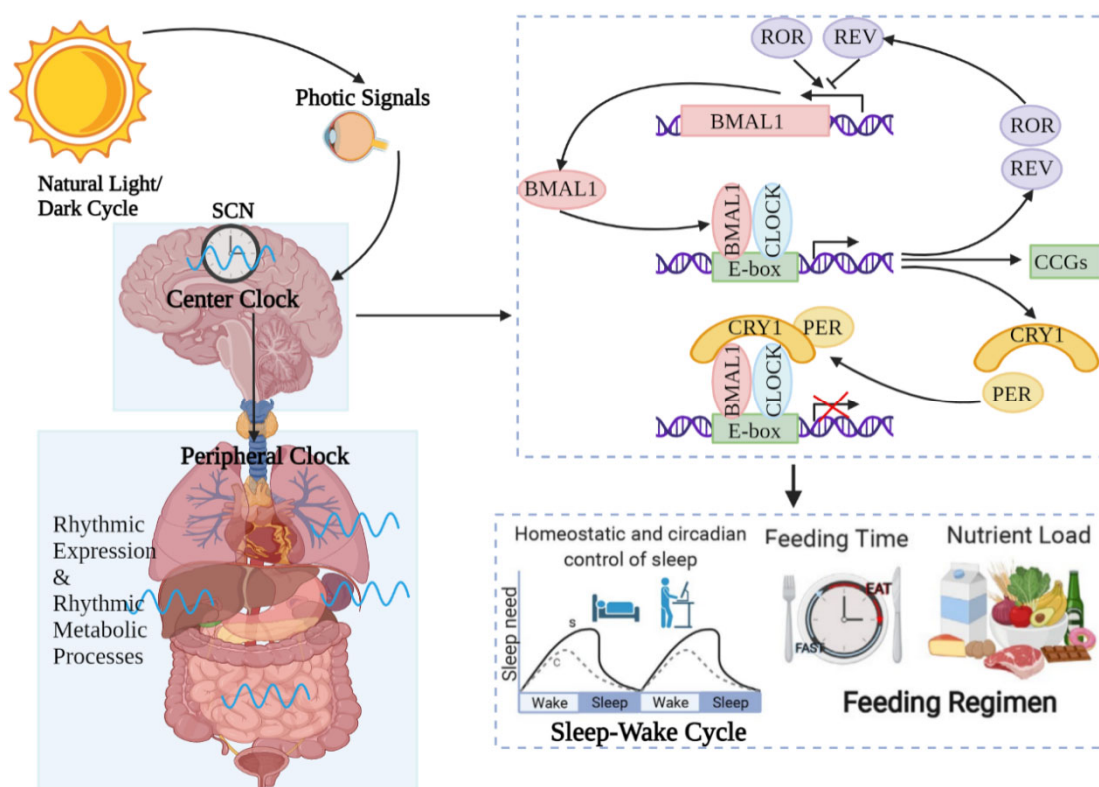 Natural Light/
Dark Cycle
Photic Signals
SCN
Center Clock
Peripheral Clock
Rhythmic
Expression
&
Rhythmic
Metabolic
Processes
ROR
REV
BMAL1
BMAL1
BMAL1
CLOCK
E-box
ROR
REV
CCGs
CRY1
PER
CRY1
PER
BMAL1
CLOCK
E-box
Homeostatic and circadian
control of sleep
Sleep need
s
c
Wake
Sleep
Wake
Sleep
Sleep-Wake Cycle
Feeding Time
EAT
FAST
Nutrient Load
Feeding Regimen